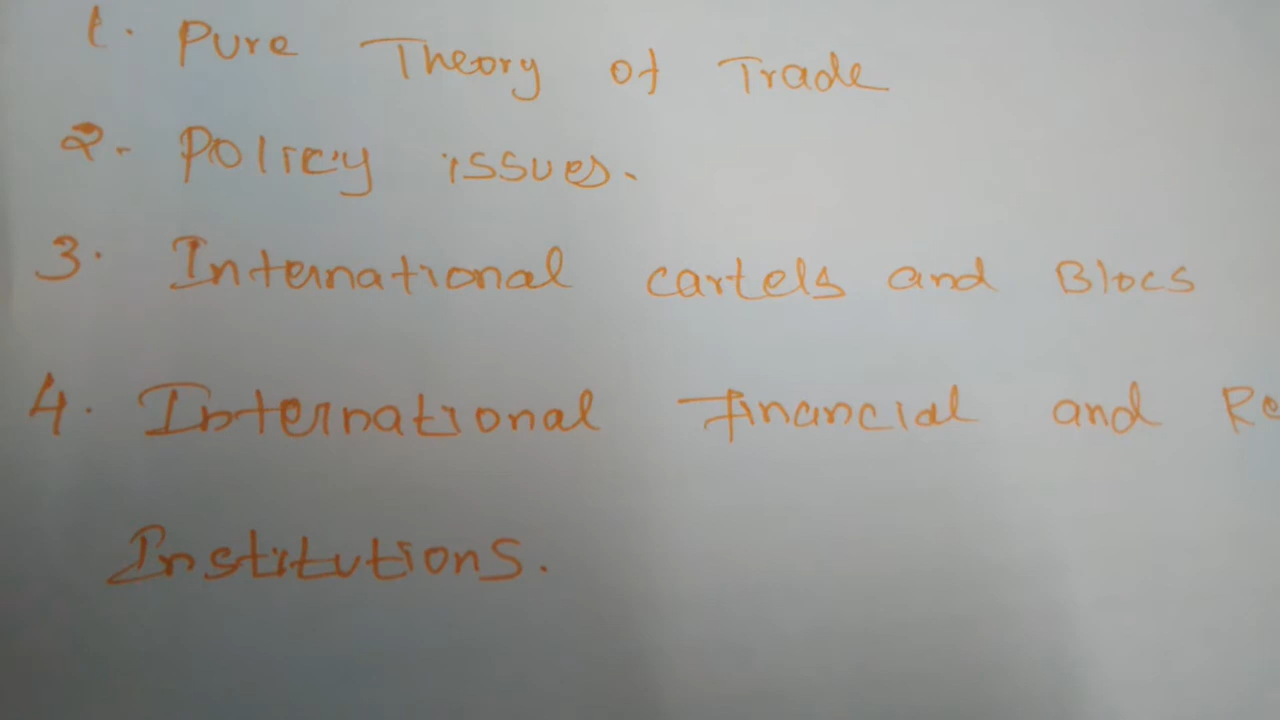 1. Pure Theory of Trade
2. Policy issues.
3. International cartels and Blocs
4. International Financial and
Institutions.